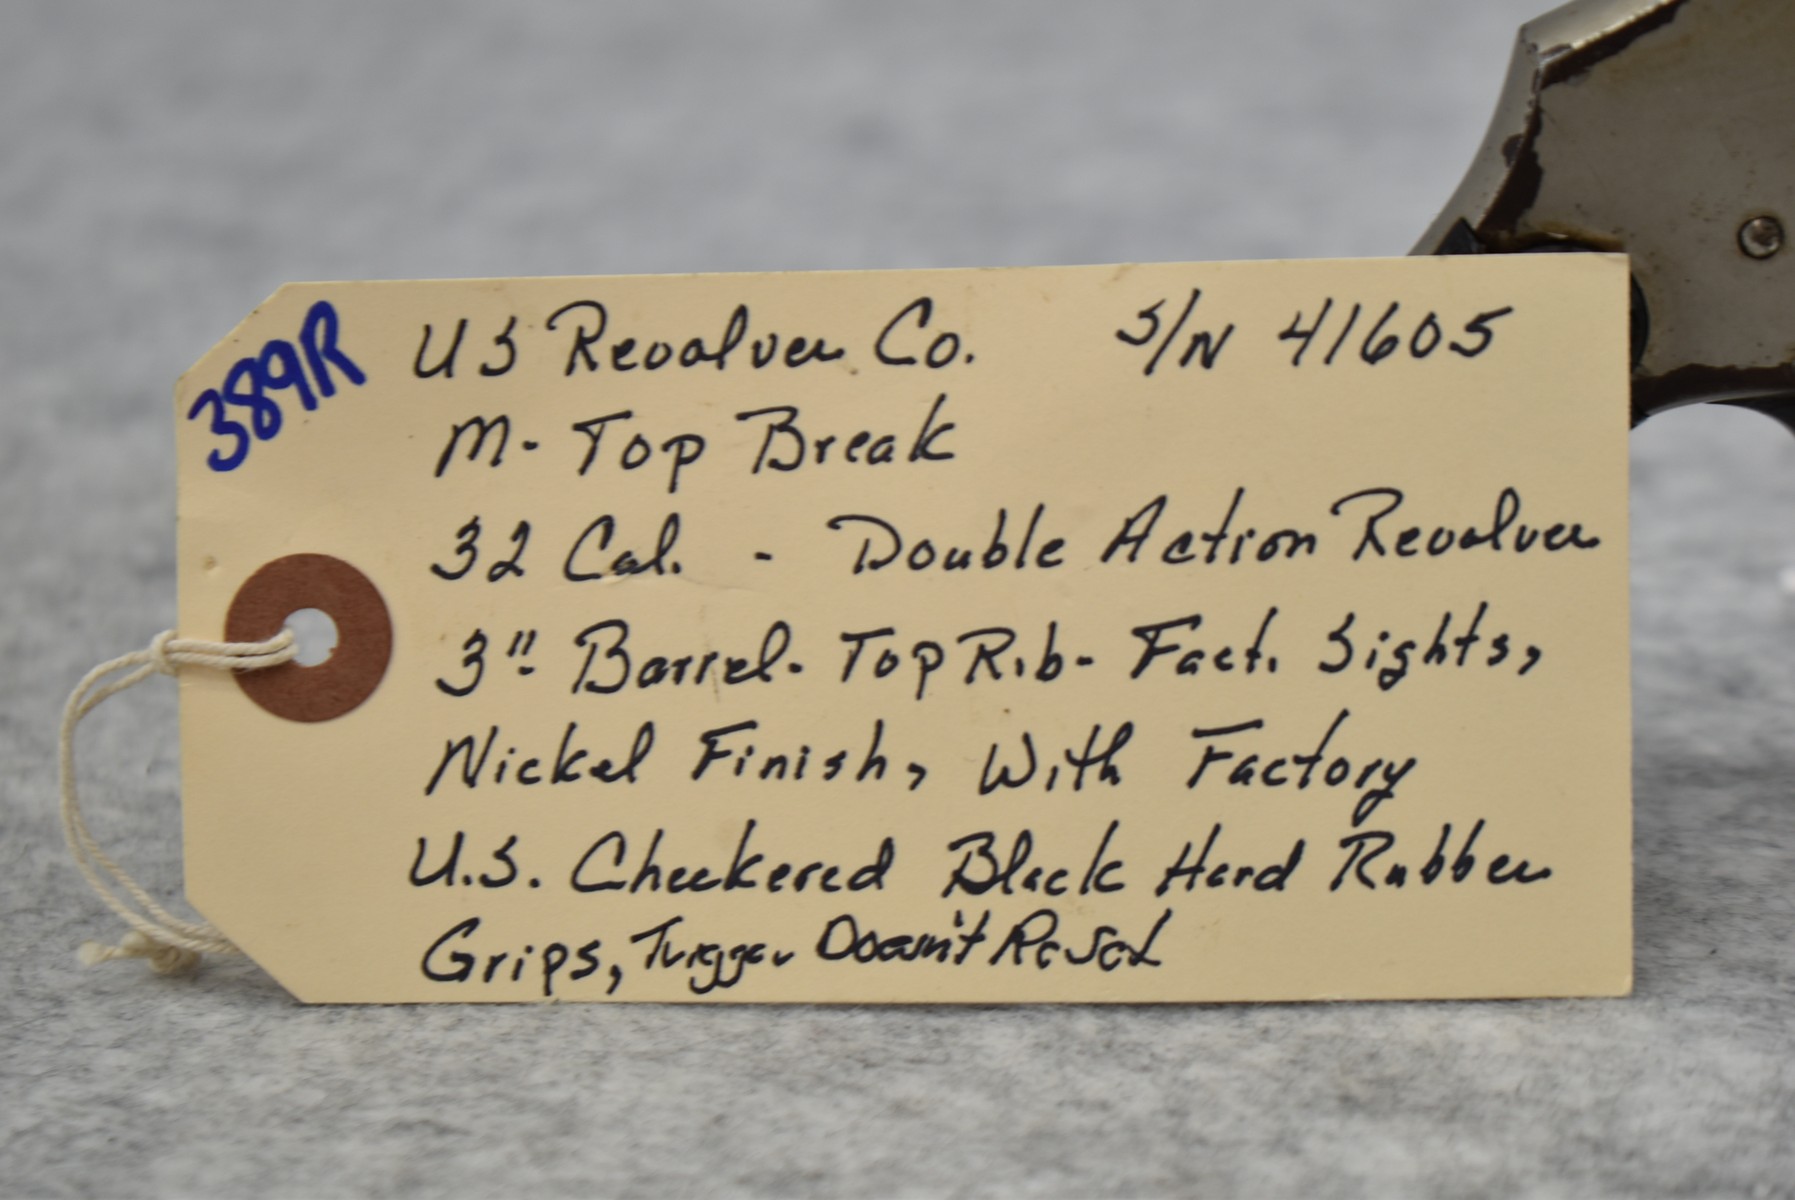 389R
US Revolver Co. S/N 41605
M- Top Break
32 Cal. - Double Action Revolver
3" Barrel- Top Rib- Fact. Sights,
Nickel Finish, With Factory
U.S. Checkered Black Hard Rubber
Grips, Trigger Doesn't ReSet